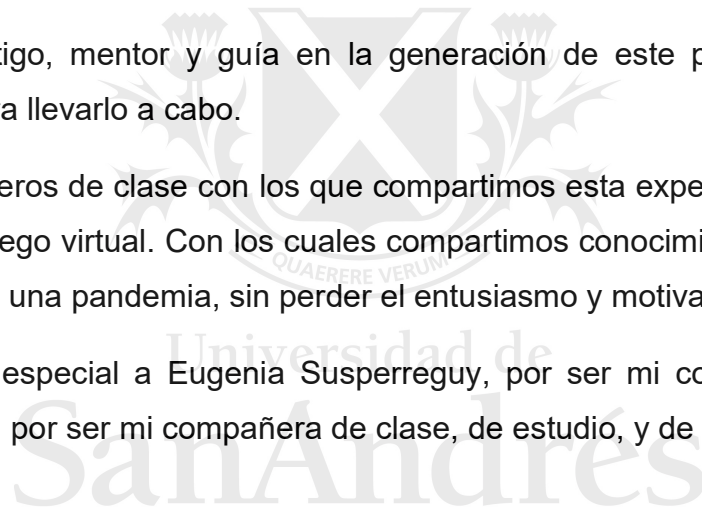 tigo, mentor y guía en la generación de este p
a llevarlo a cabo.
eros de clase con los que compartimos esta expe
ego virtual. Con los cuales compartimos conocimi
QUAERERE VERUM
una pandemia, sin perder el entusiasmo y motiva
Universidad de
especial a Eugenia Susperreguy, por ser mi co
por ser mi compañera de clase, de estudio, y de
SanAndrés